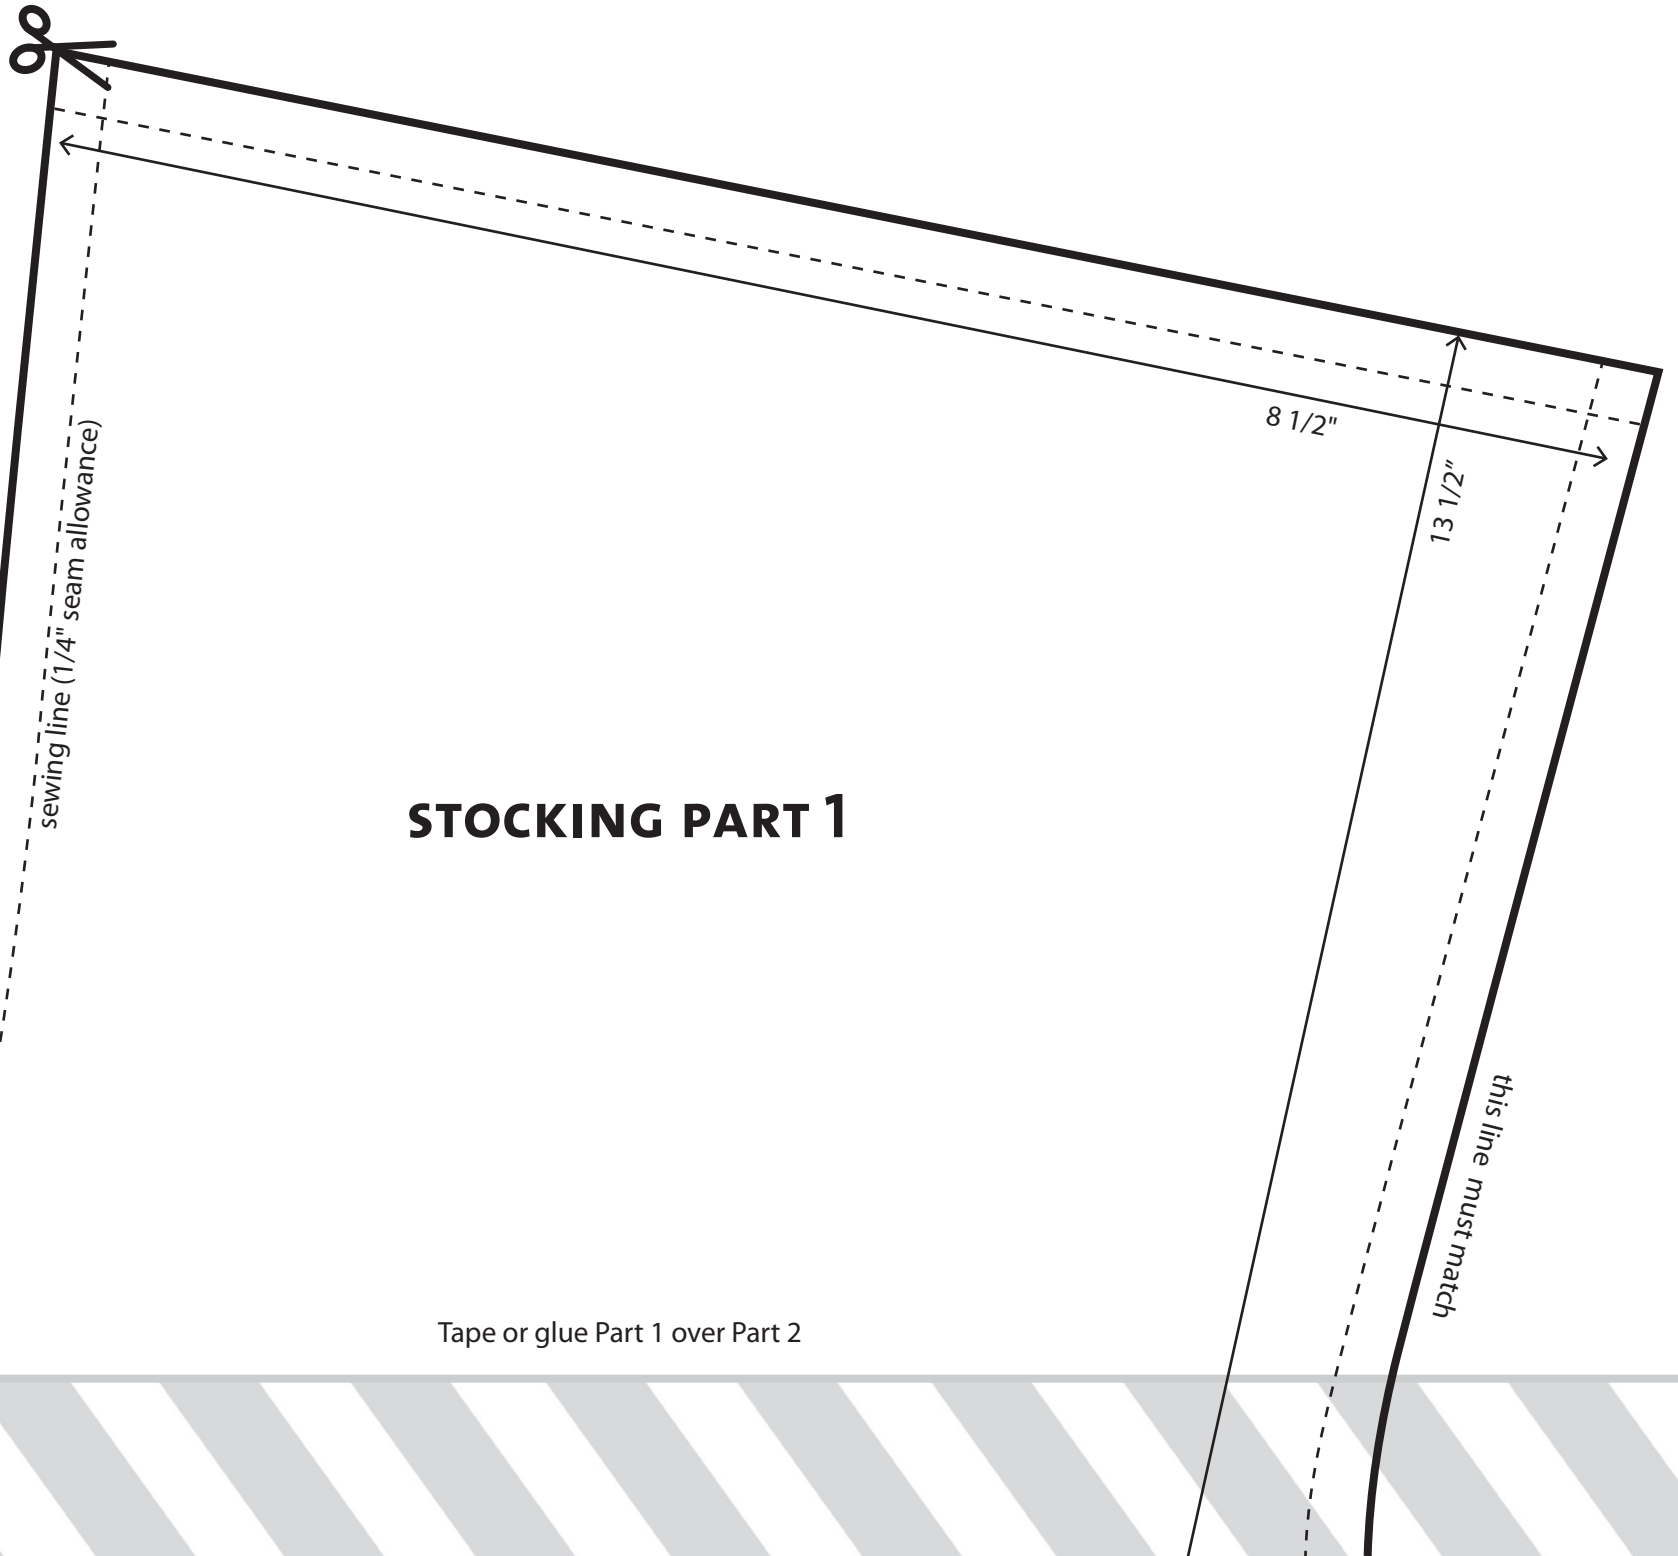 8 1/2"
13 1/2"
sewing line (1/4" seam allowance)
STOCKING PART 1
this line must match
Tape or glue Part 1 over Part 2